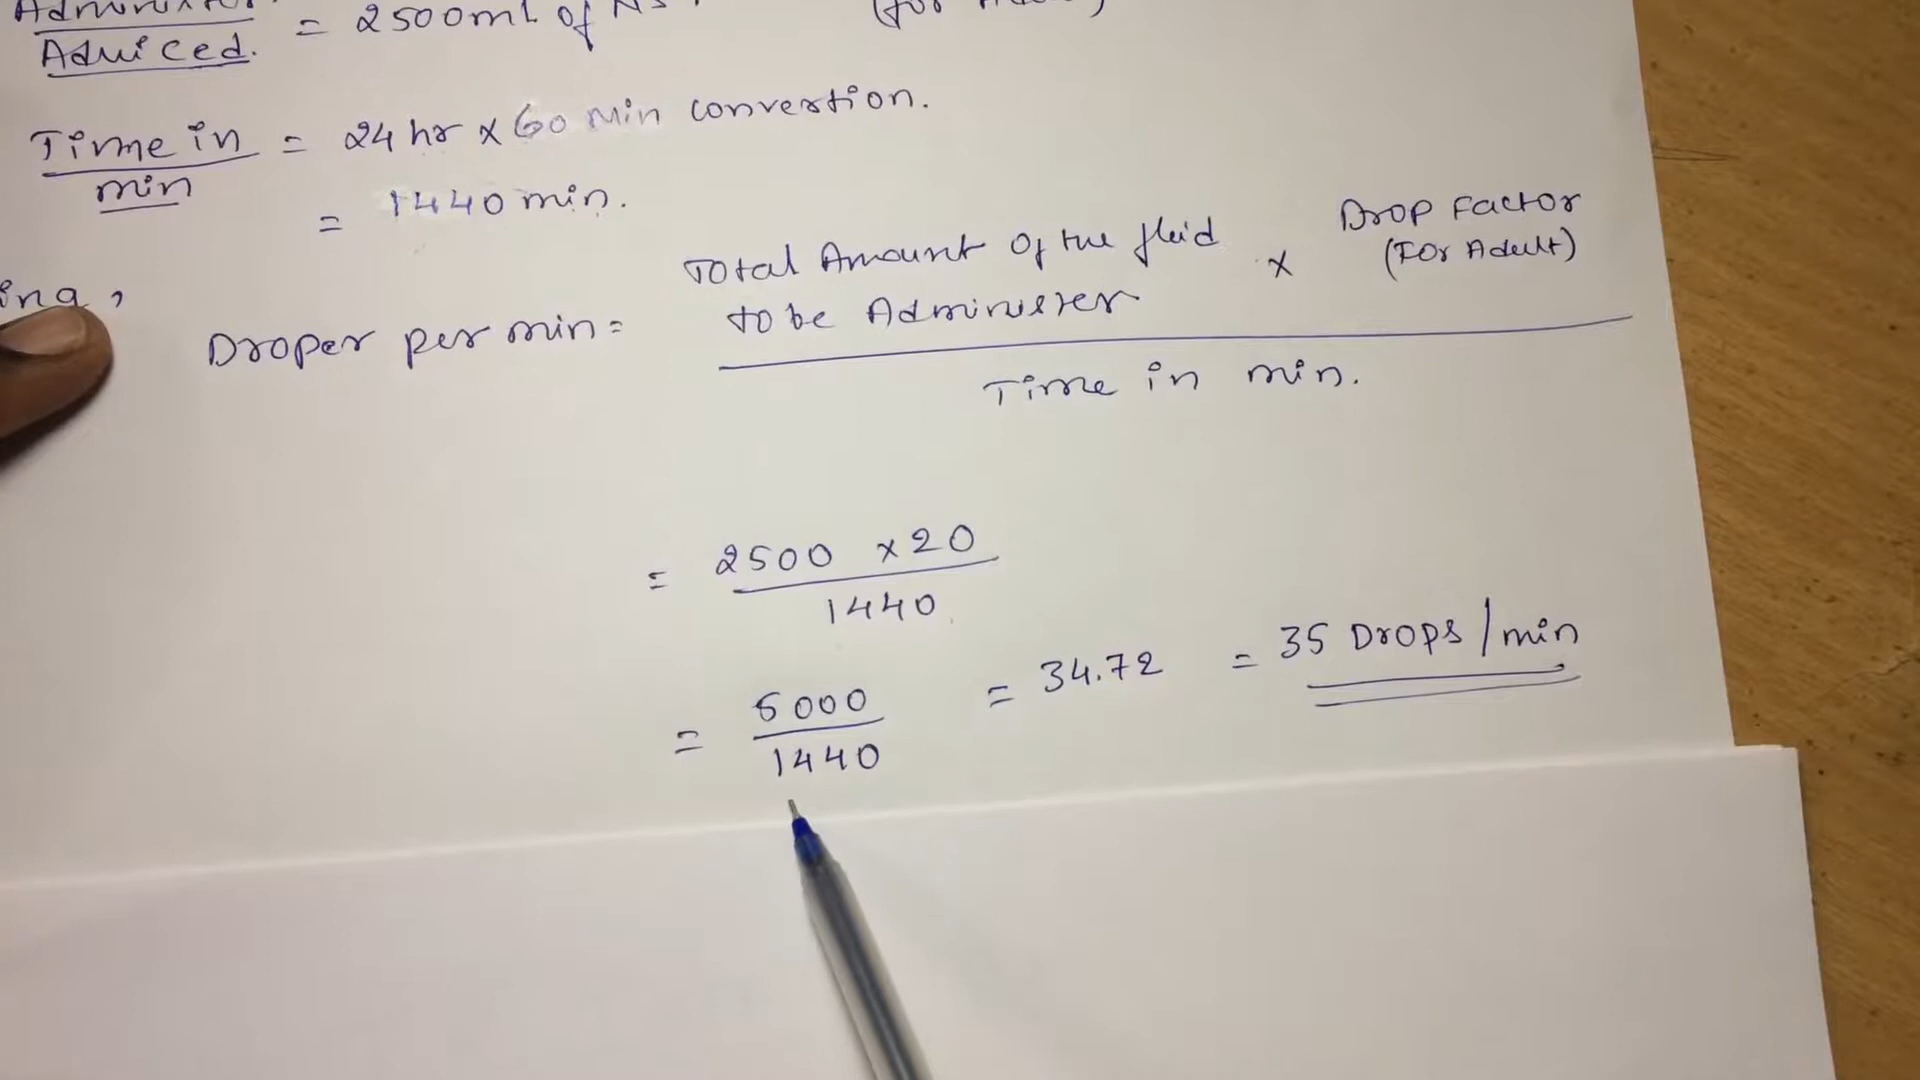 Adviced. = 2500ml of NS
Time in = 24 hr x 60 Min convertion.
min
= 1440 min.
Total Amount Of the fluid x Drop Factor
to be Administer (For Adult)
Droper per min =
Time in min.
= 2500 x 20
1440
= 5000 = 34.72 = 35 Drops / min
1440